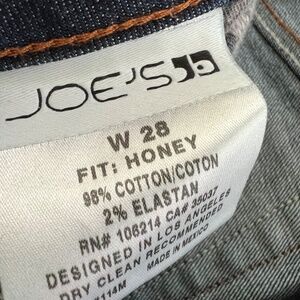 JOE'S
W 28
FIT: HONEY
98% COTTON/COTON
2% ELASTAN
RN# 106214 CA# 35037
DESIGNED IN LOS ANGELES
DRY CLEAN RECOMMENDED
MADE IN MEXICO
114M